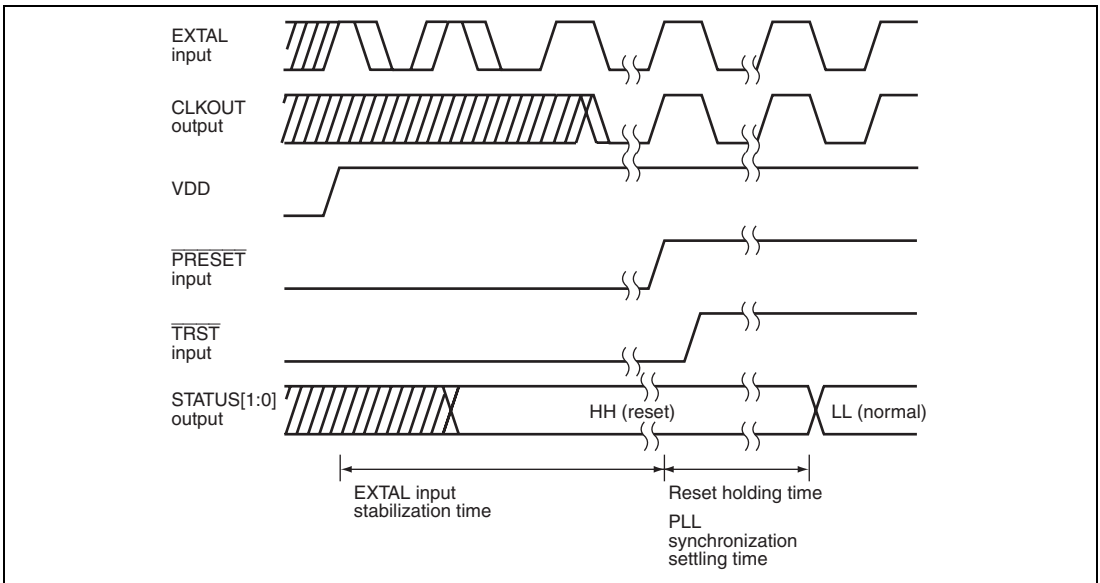 EXTAL
input
CLKOUT
output
VDD
PRESET
input
TRST
input
STATUS[1:0]
output
HH (reset)
LL (normal)
EXTAL input
stabilization time
Reset holding time
PLL
synchronization
settling time